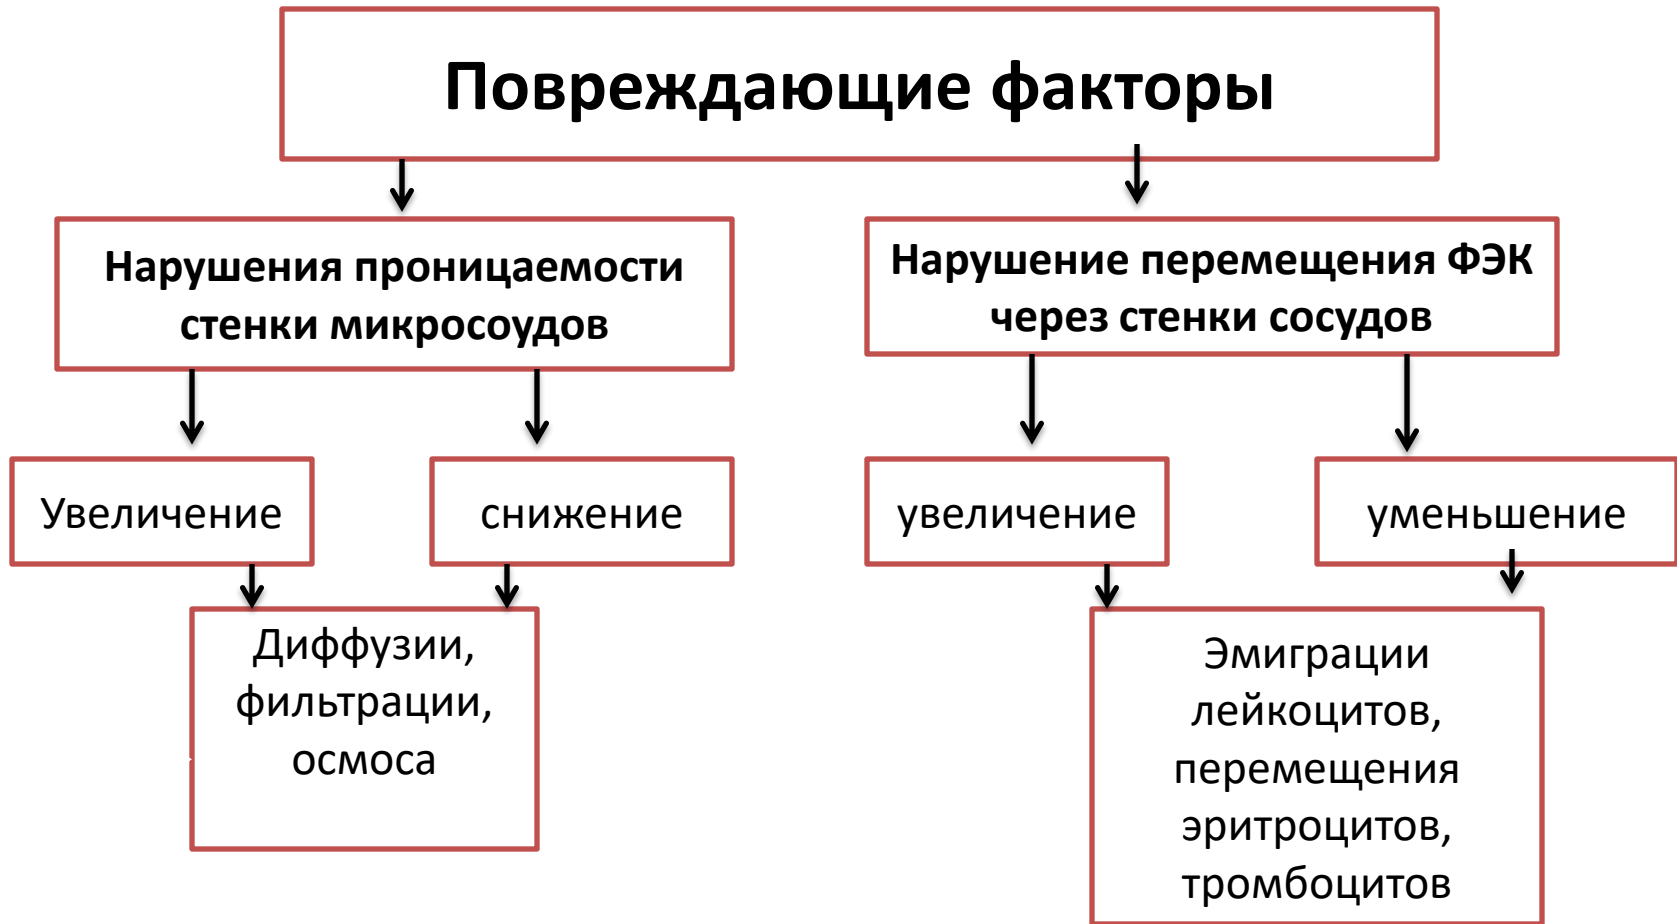 Повреждающие факторы
Нарушения проницаемости
стенки микросоудов
Нарушение перемещения ФЭК
через стенки сосудов
Увеличение
снижение
увеличение
уменьшение
Диффузии,
фильтрации,
осмоса
Эмиграции
лейкоцитов,
перемещения
эритроцитов,
тромбоцитов